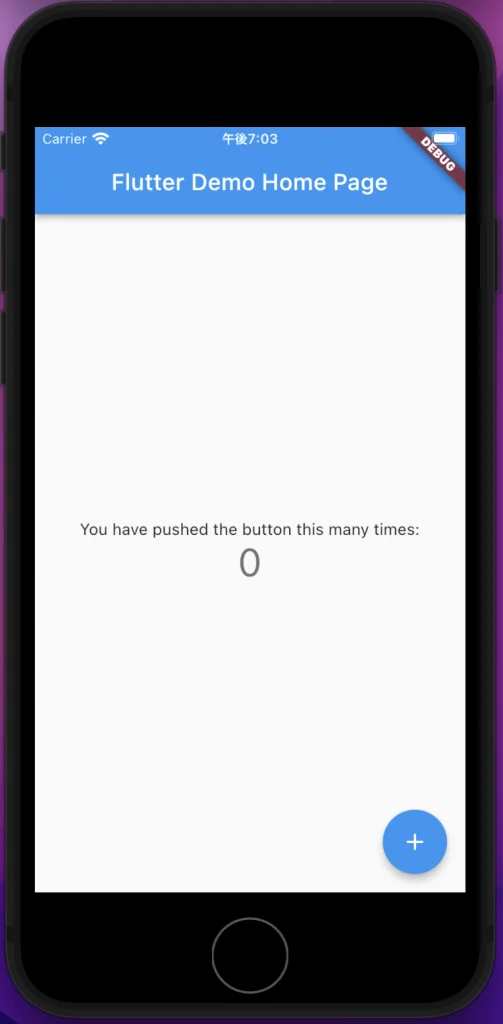 Carrier 午後7:03
DEBUG
Flutter Demo Home Page
You have pushed the button this many times:
0
+